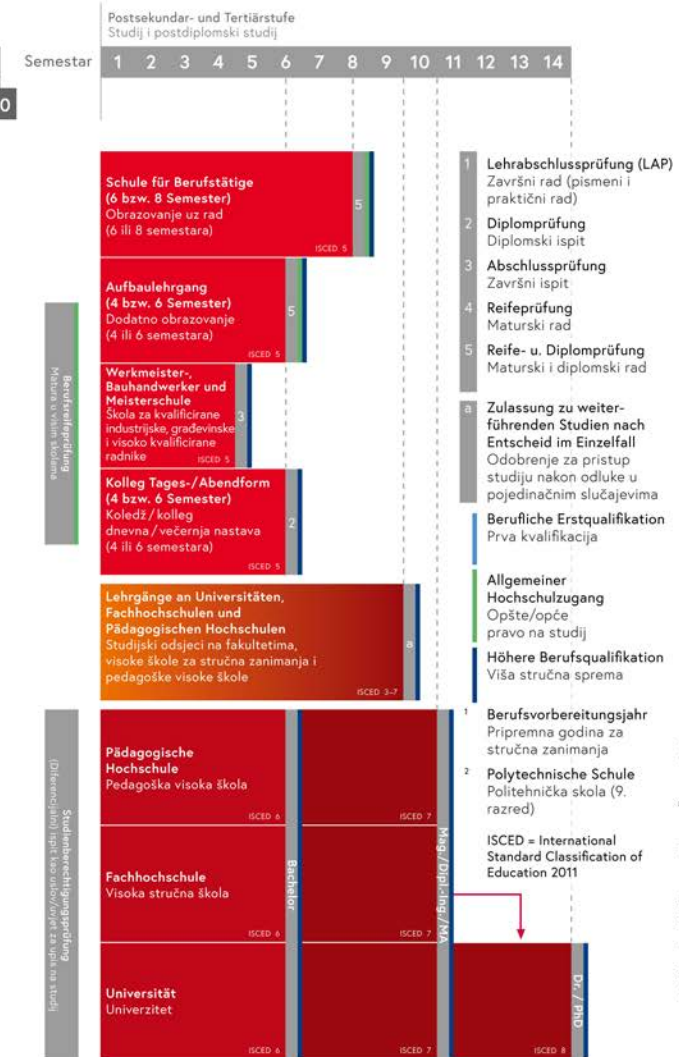 Postsekundar- und Tertiärstufe
Studij i postdiplomski studij
Semestar 1 2 3 4 5 6 7 8 9 10 11 12 13 14
0
Schule für Berufstätige
(6 bzw. 8 Semester)
Obrazovanje uz rad
(6 ili 8 semestara)
ISCED 5
5
Aufbaulehrgang
(4 bzw. 6 Semester)
Dodatno obrazovanje
(4 ili 6 semestara)
ISCED 5
5
Werkmeister-,
Bauhandwerker und
Meisterschule
Škola za kvalificirane
industrijske, građevinske
i visoko kvalificirane
radnike
ISCED 5
3
Kolleg Tages-/Abendform
(4 bzw. 6 Semester)
Koledž / kolleg
dnevna / večernja nastava
(4 ili 6 semestara)
ISCED 5
2
Berufsreifeprüfung
Matura u višim školama
Lehrgänge an Universitäten,
Fachhochschulen und
Pädagogischen Hochschulen
Studijski odsjeci na fakultetima,
visoke škole za stručna zanimanja i
pedagoške visoke škole
ISCED 3–7
a
Studienberechtigungsprüfung
(Diferencijalni) ispit kao uslov/uvjet za upis na studij
Pädagogische
Hochschule
Pedagoška visoka škola
ISCED 6
ISCED 7
Fachhochschule
Visoka stručna škola
ISCED 6
ISCED 7
Universität
Univerzitet
ISCED 6
ISCED 7
ISCED 8
Bachelor
Mag./Dipl.-Ing./MA
Dr. / PhD
1 Lehrabschlussprüfung (LAP)
Završni rad (pismeni i
praktični rad)
2 Diplomprüfung
Diplomski ispit
3 Abschlussprüfung
Završni ispit
4 Reifeprüfung
Maturski rad
5 Reife- u. Diplomprüfung
Maturski i diplomski rad
a Zulassung zu weiter-
führenden Studien nach
Entscheid im Einzelfall
Odobrenje za pristup
studiju nakon odluke u
pojedinačnim slučajevima
Berufliche Erstqualifikation
Prva kvalifikacija
Allgemeiner
Hochschulzugang
Opšte/opće
pravo na studij
Höhere Berufsqualifikation
Viša stručna sprema
1 Berufsvorbereitungsjahr
Pripremna godina za
stručna zanimanja
2 Polytechnische Schule
Politehnička skola (9.
razred)
ISCED = International
Standard Classification of
Education 2011